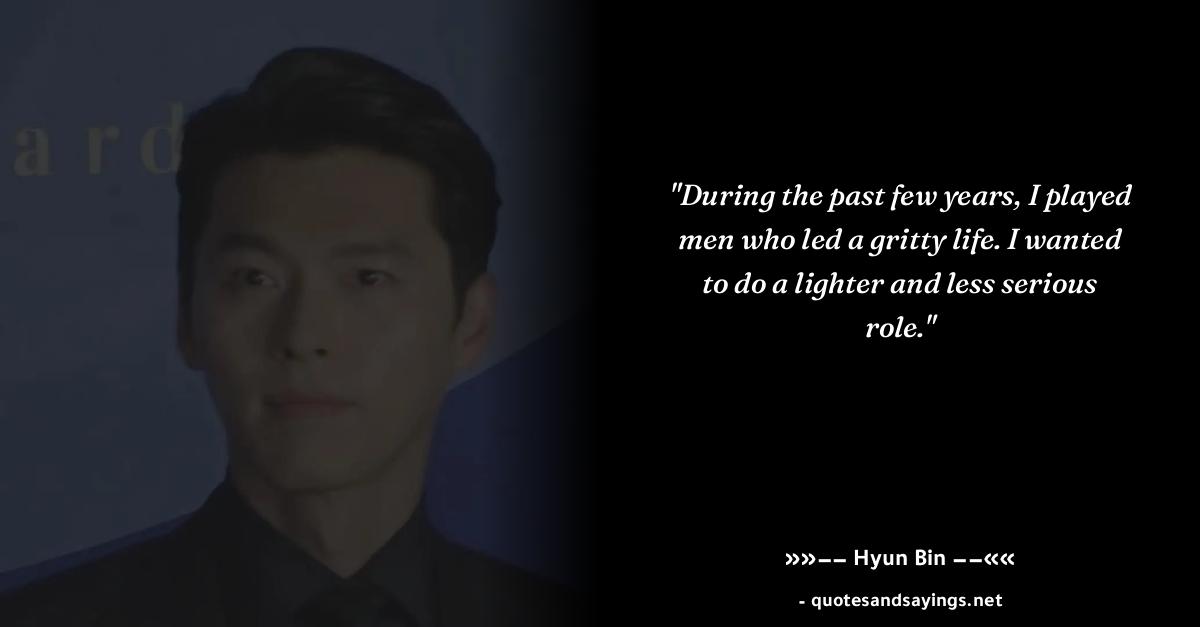 ard
"During the past few years, I played
men who led a gritty life. I wanted
to do a lighter and less serious
role."
»»–– Hyun Bin ––««
- quotesandsayings.net